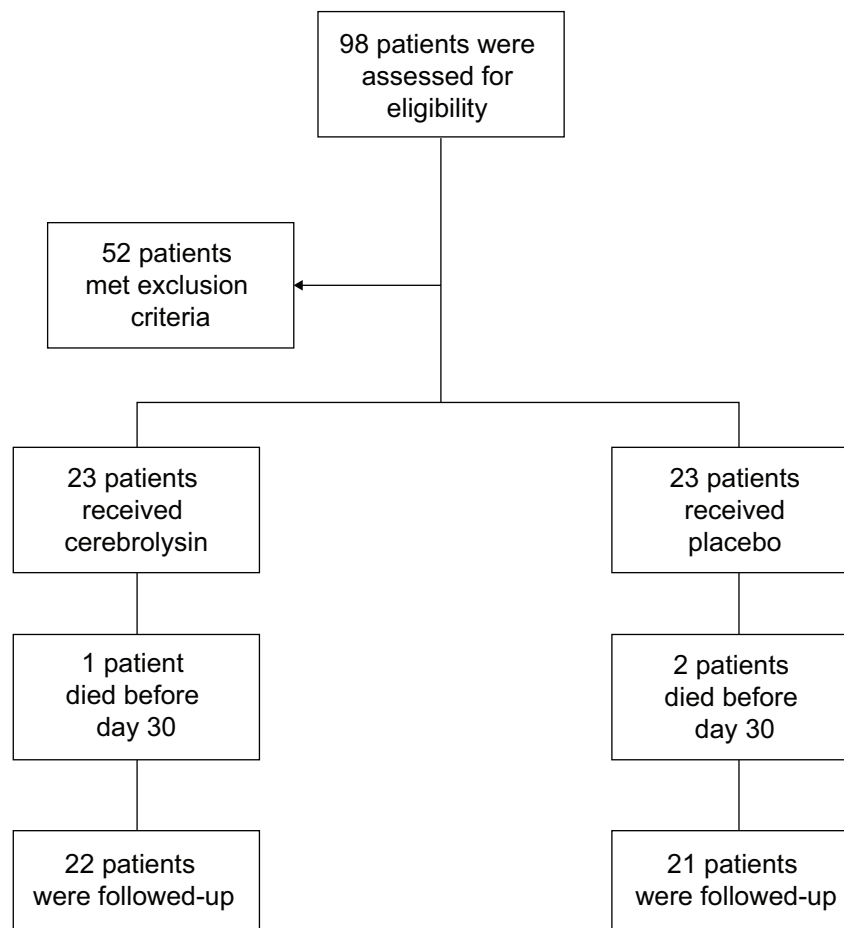 98 patients were
assessed for
eligibility
52 patients
met exclusion
criteria
23 patients
received
cerebrolysin
23 patients
received
placebo
1 patient
died before
day 30
2 patients
died before
day 30
22 patients
were followed-up
21 patients
were followed-up